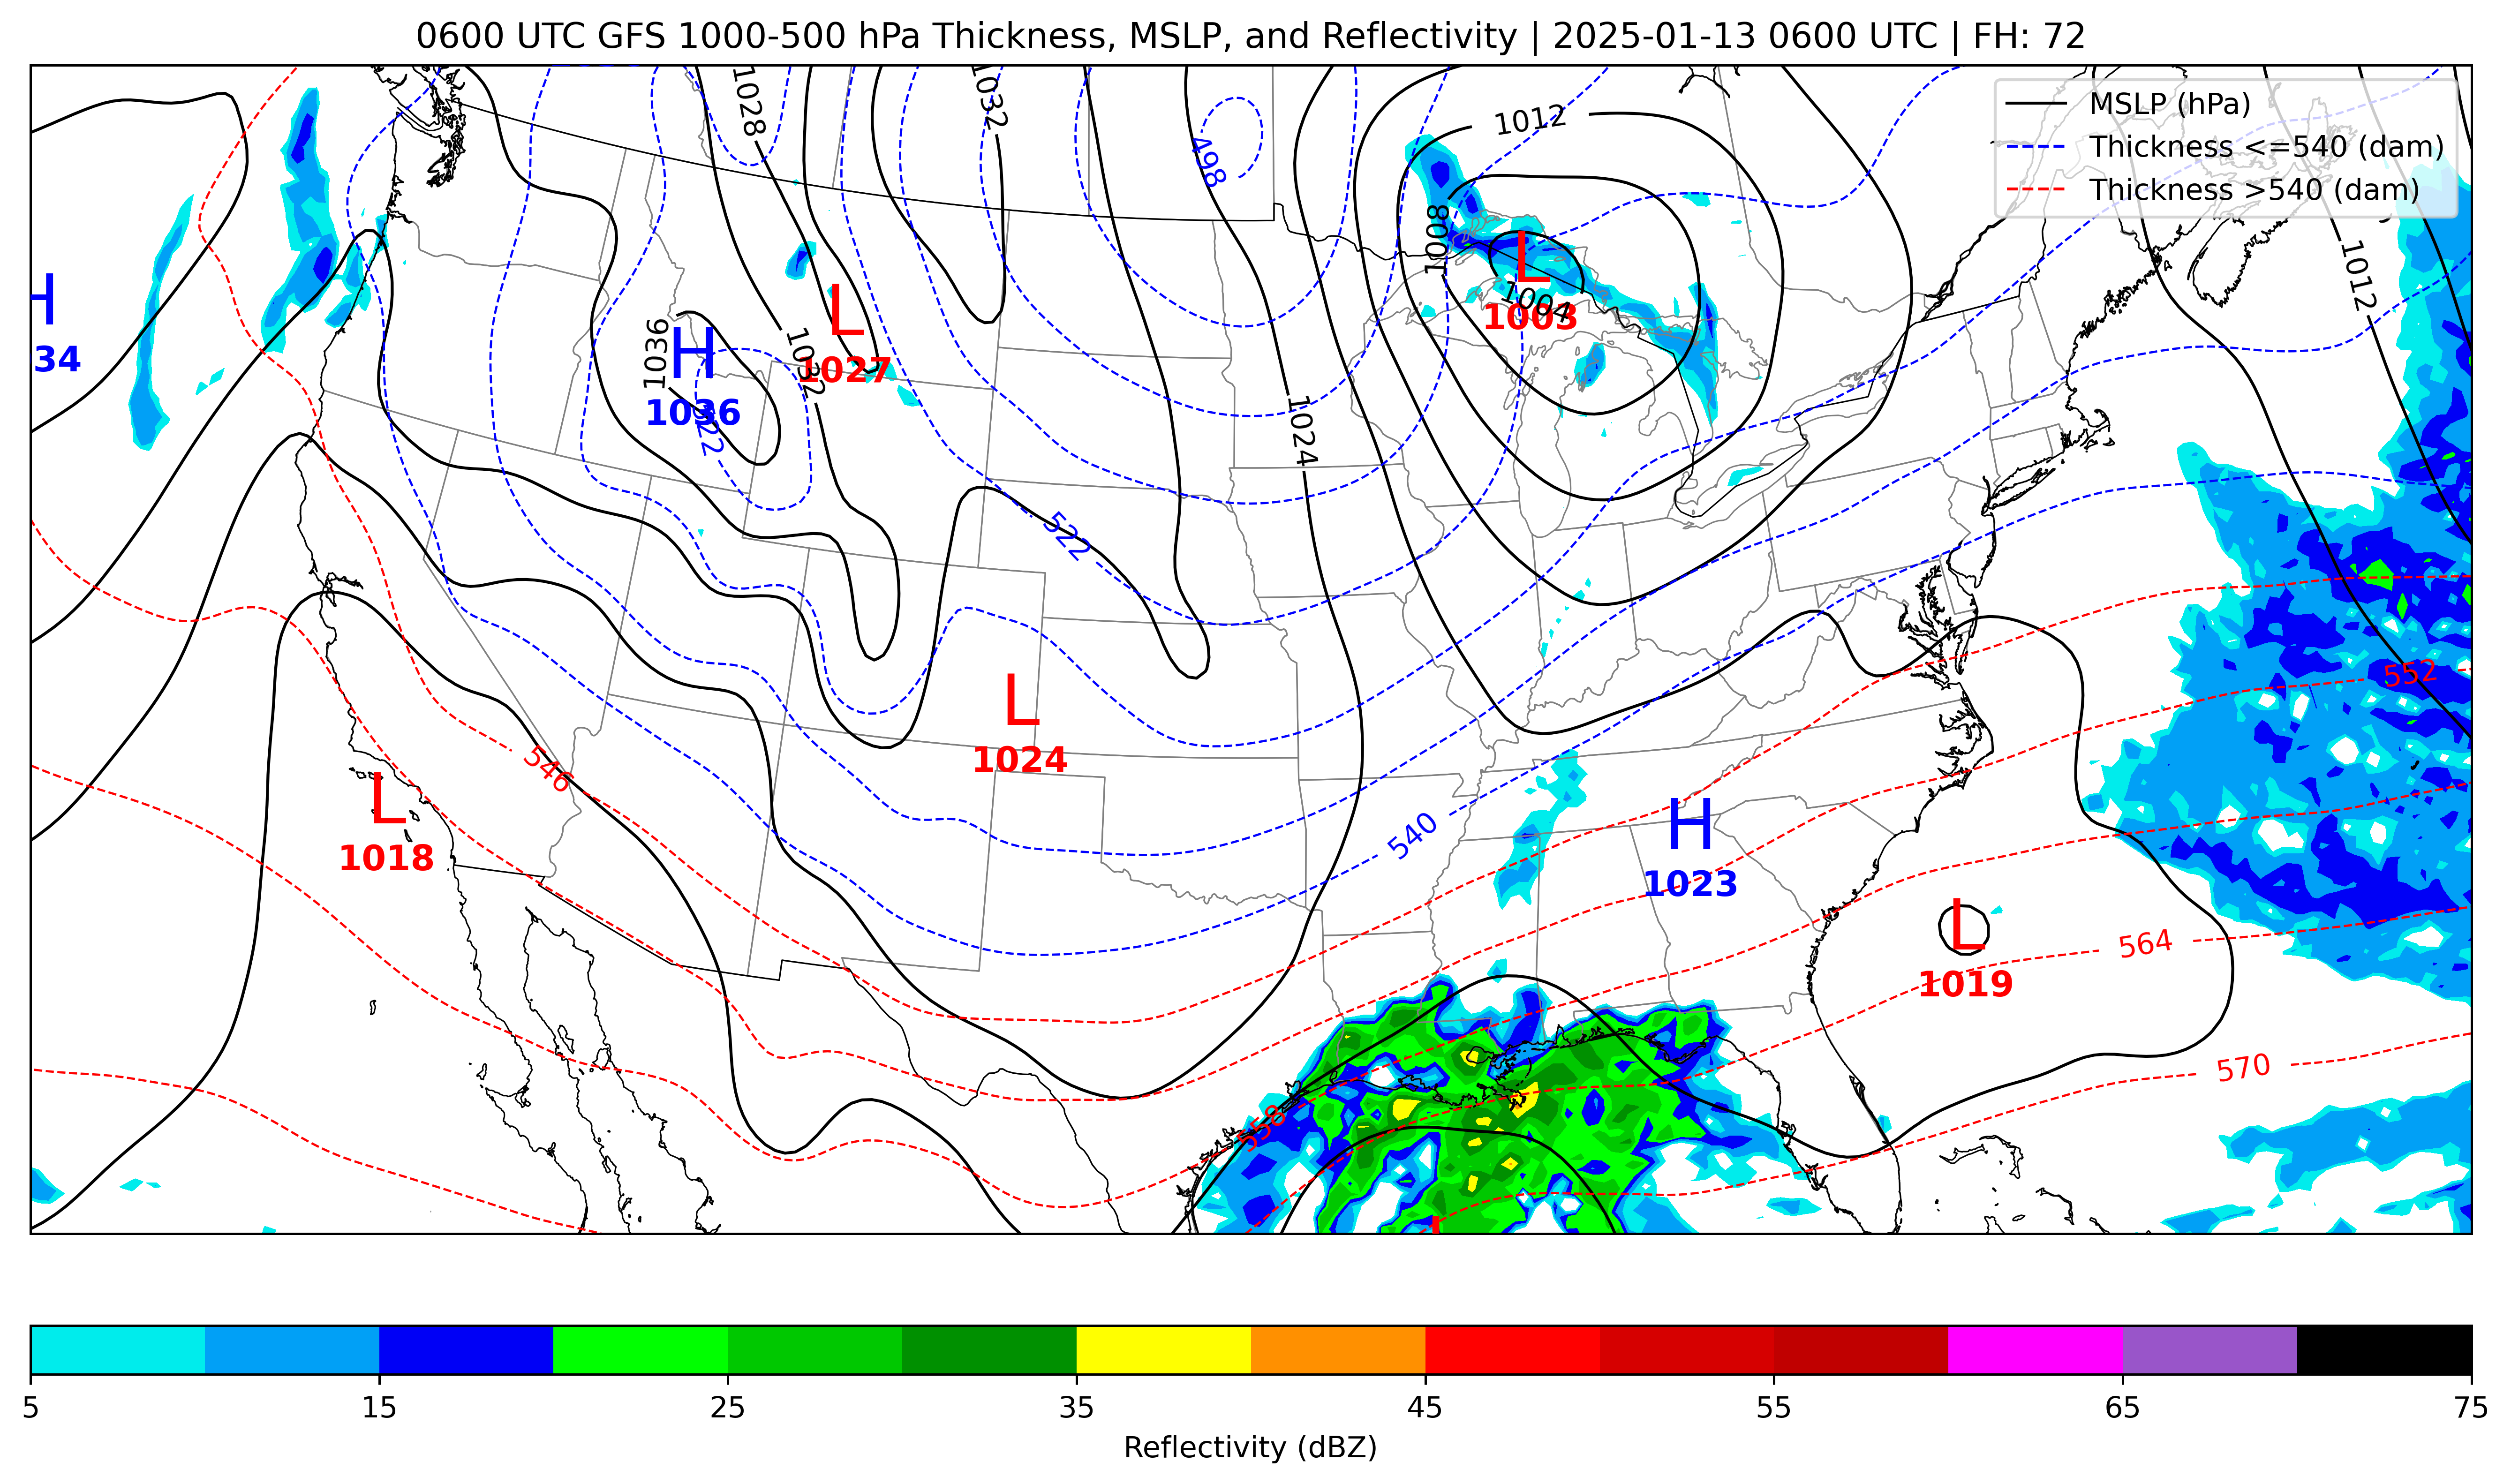 0600 UTC GFS 1000-500 hPa Thickness, MSLP, and Reflectivity | 2025-01-13 0600 UTC | FH: 72
MSLP (hPa)
Thickness <=540 (dam)
Thickness >540 (dam)
1028
1032
498
1012
1008
1012
H
34
L
1003
1004
1036
H
1036
L
1027
1032
522
1024
522
L
1024
552
546
L
1018
540
H
1023
L
1019
564
570
558
L
5 15 25 35 45 55 65 75
Reflectivity (dBZ)